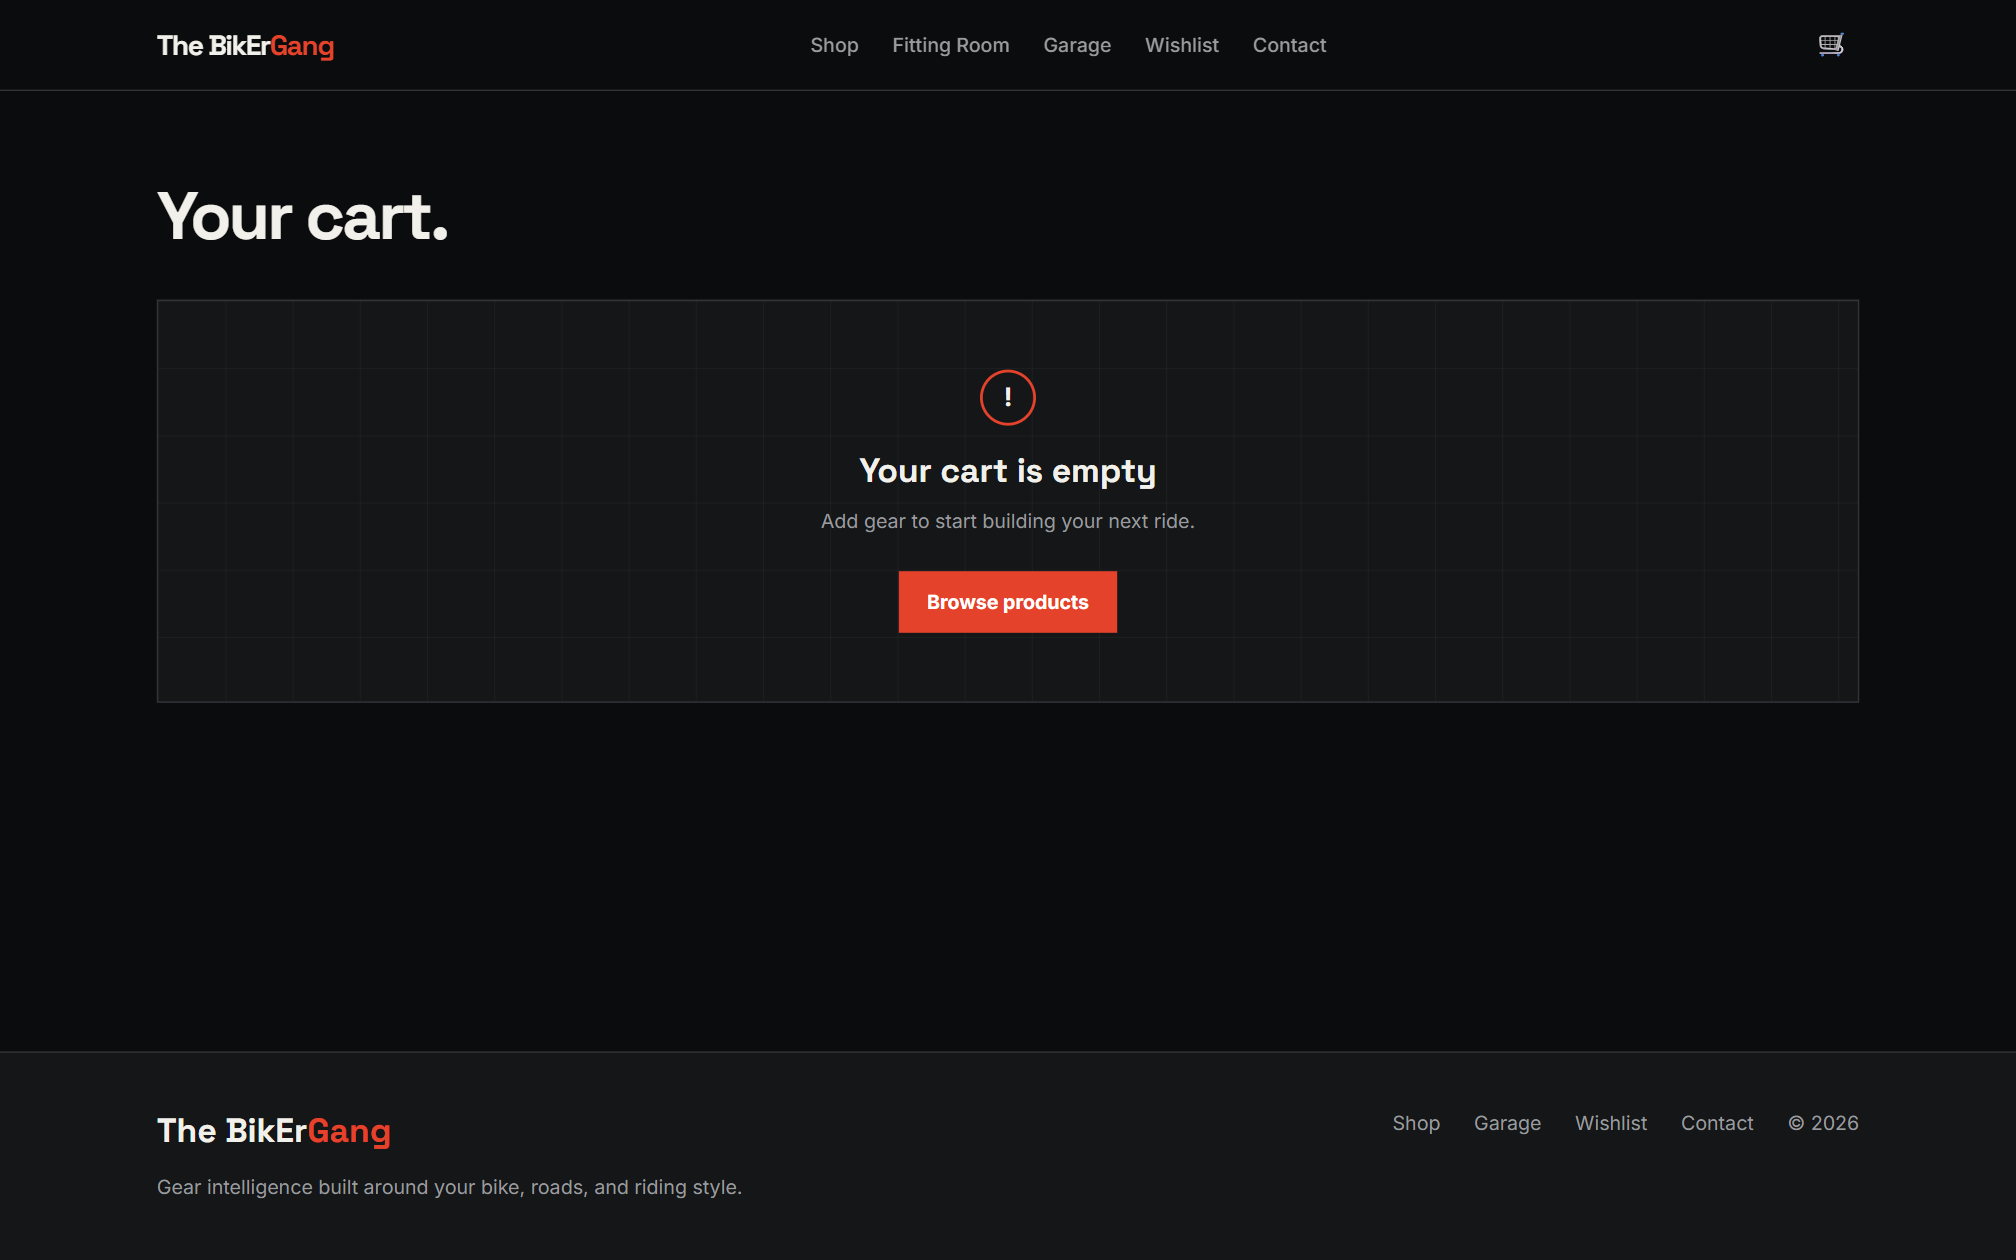 The BikErGang
Shop Fitting Room Garage Wishlist Contact
Your cart.
!
Your cart is empty
Add gear to start building your next ride.
Browse products
The BikErGang
Shop Garage Wishlist Contact © 2026
Gear intelligence built around your bike, roads, and riding style.